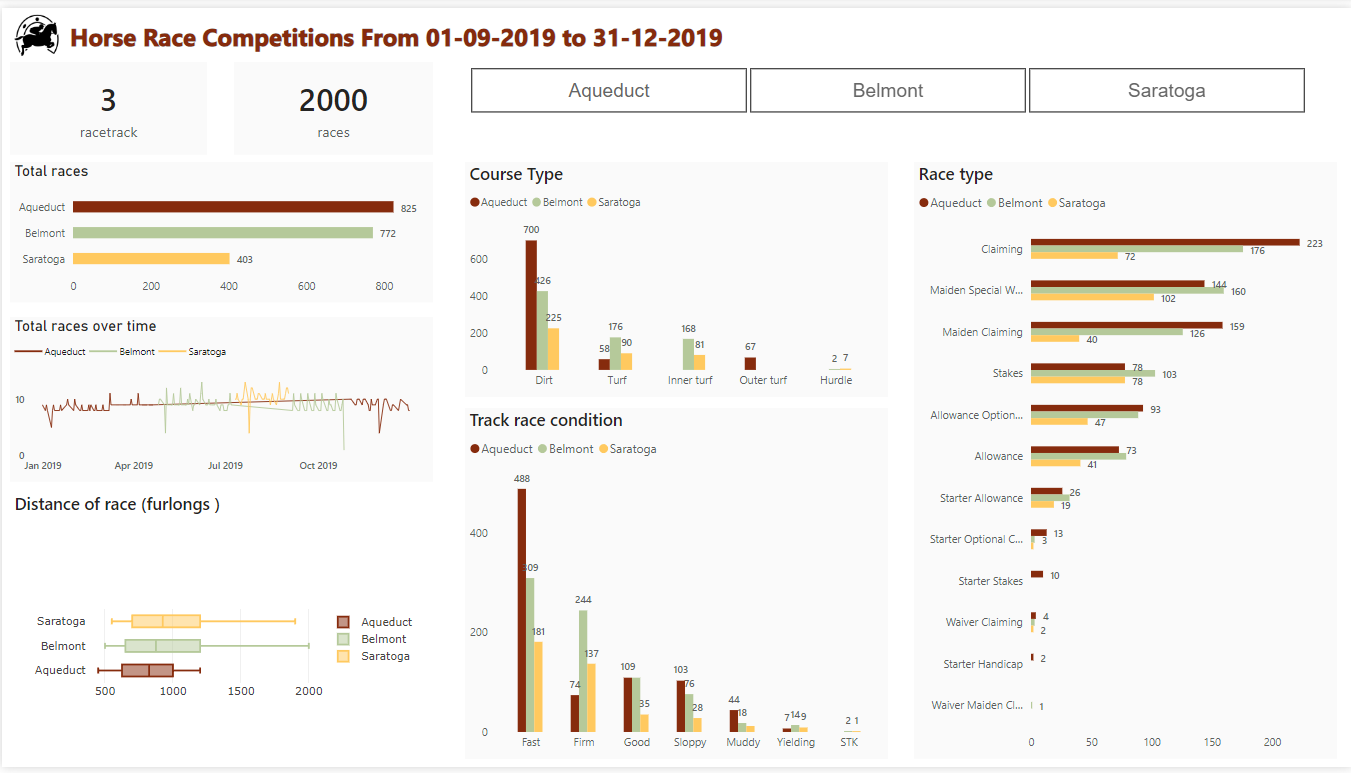 Horse Race Competitions From 01-09-2019 to 31-12-2019
3
racetrack
2000
races
Aqueduct
Belmont
Saratoga
Total races
Aqueduct 825
Belmont 772
Saratoga 403
0 200 400 600 800
Total races over time
Aqueduct Belmont Saratoga
10
0
Jan 2019 Apr 2019 Jul 2019 Oct 2019
Distance of race (furlongs )
Saratoga
Belmont
Aqueduct
500 1000 1500 2000
Aqueduct
Belmont
Saratoga
Course Type
Aqueduct Belmont Saratoga
600
400
200
0
700 426 225
58 176 90
168 81
67
2 7
Dirt Turf Inner turf Outer turf Hurdle
Track race condition
Aqueduct Belmont Saratoga
400
200
0
488 309 181
74 244 137
109 35
103 76 28
44 18
7 14 9
2 1
Fast Firm Good Sloppy Muddy Yielding STK
Race type
Aqueduct Belmont Saratoga
Claiming 223 176 72
Maiden Special W... 144 160 102
Maiden Claiming 159 126 40
Stakes 78 103 78
Allowance Option... 93 47
Allowance 73 41
Starter Allowance 26 19
Starter Optional C... 13 3
Starter Stakes 10
Waiver Claiming 4 2
Starter Handicap 2
Waiver Maiden Cl... 1
0 50 100 150 200